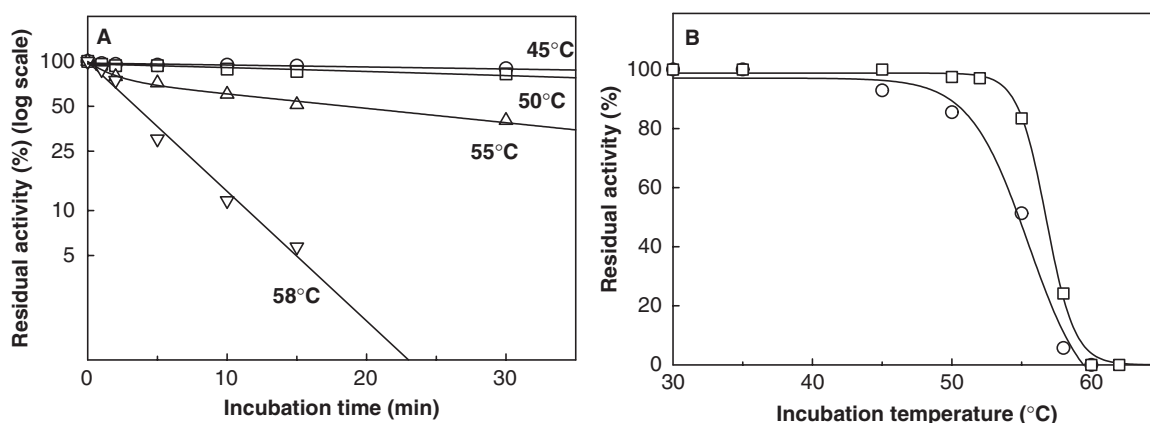 A
Residual activity (%) (log scale)
100
50
25
10
5
0
10
20
30
45°C
50°C
55°C
58°C
Incubation time (min)
B
Residual activity (%)
100
80
60
40
20
0
30
40
50
60
Incubation temperature (°C)